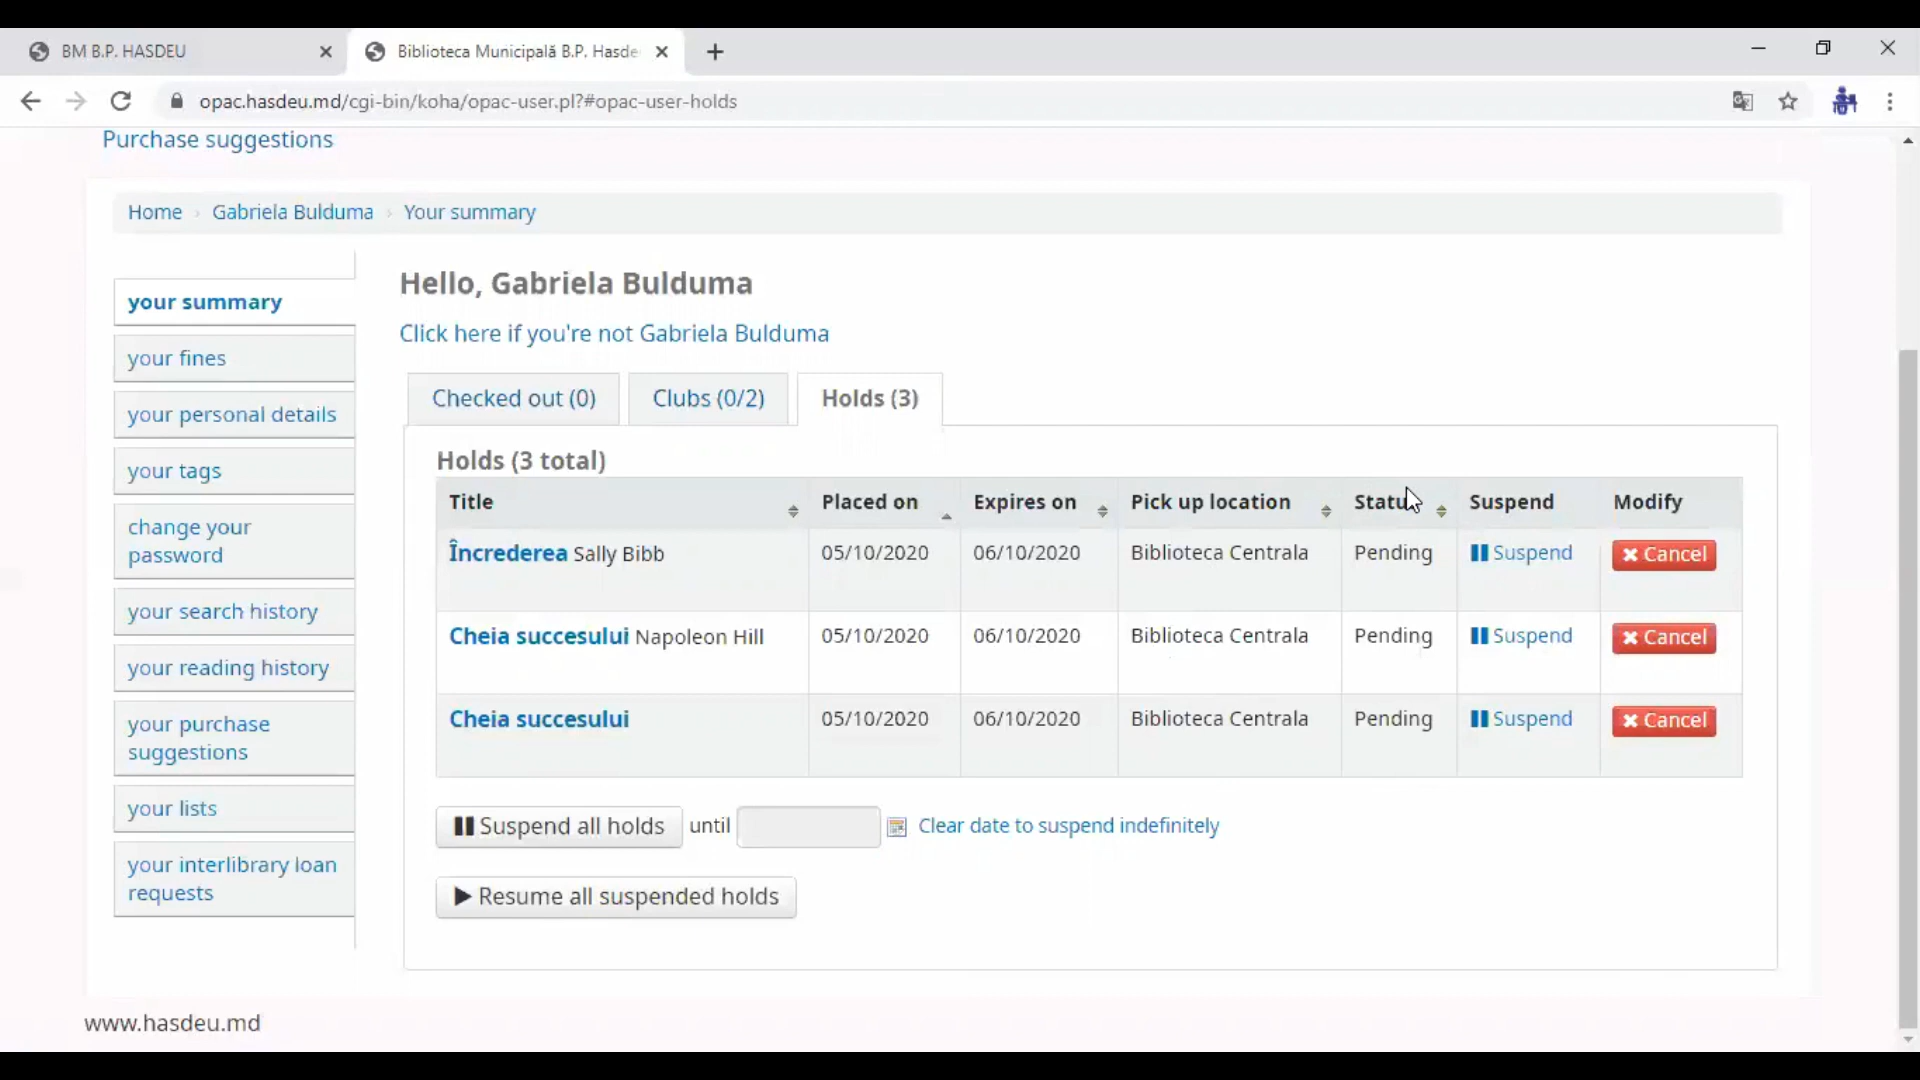 BM B.P. HASDEU
Biblioteca Municipală B.P. Hasde
opac.hasdeu.md/cgi-bin/koha/opac-user.pl?#opac-user-holds
Purchase suggestions
Home › Gabriela Bulduma › Your summary
your summary
your fines
your personal details
your tags
change your
password
your search history
your reading history
your purchase
suggestions
your lists
your interlibrary loan
requests
Hello, Gabriela Bulduma
Click here if you're not Gabriela Bulduma
Checked out (0) Clubs (0/2) Holds (3)
Holds (3 total)
Title Placed on Expires on Pick up location Status Suspend Modify
Încrederea Sally Bibb 05/10/2020 06/10/2020 Biblioteca Centrala Pending Suspend Cancel
Cheia succesului Napoleon Hill 05/10/2020 06/10/2020 Biblioteca Centrala Pending Suspend Cancel
Cheia succesului 05/10/2020 06/10/2020 Biblioteca Centrala Pending Suspend Cancel
Suspend all holds until Clear date to suspend indefinitely
Resume all suspended holds
www.hasdeu.md